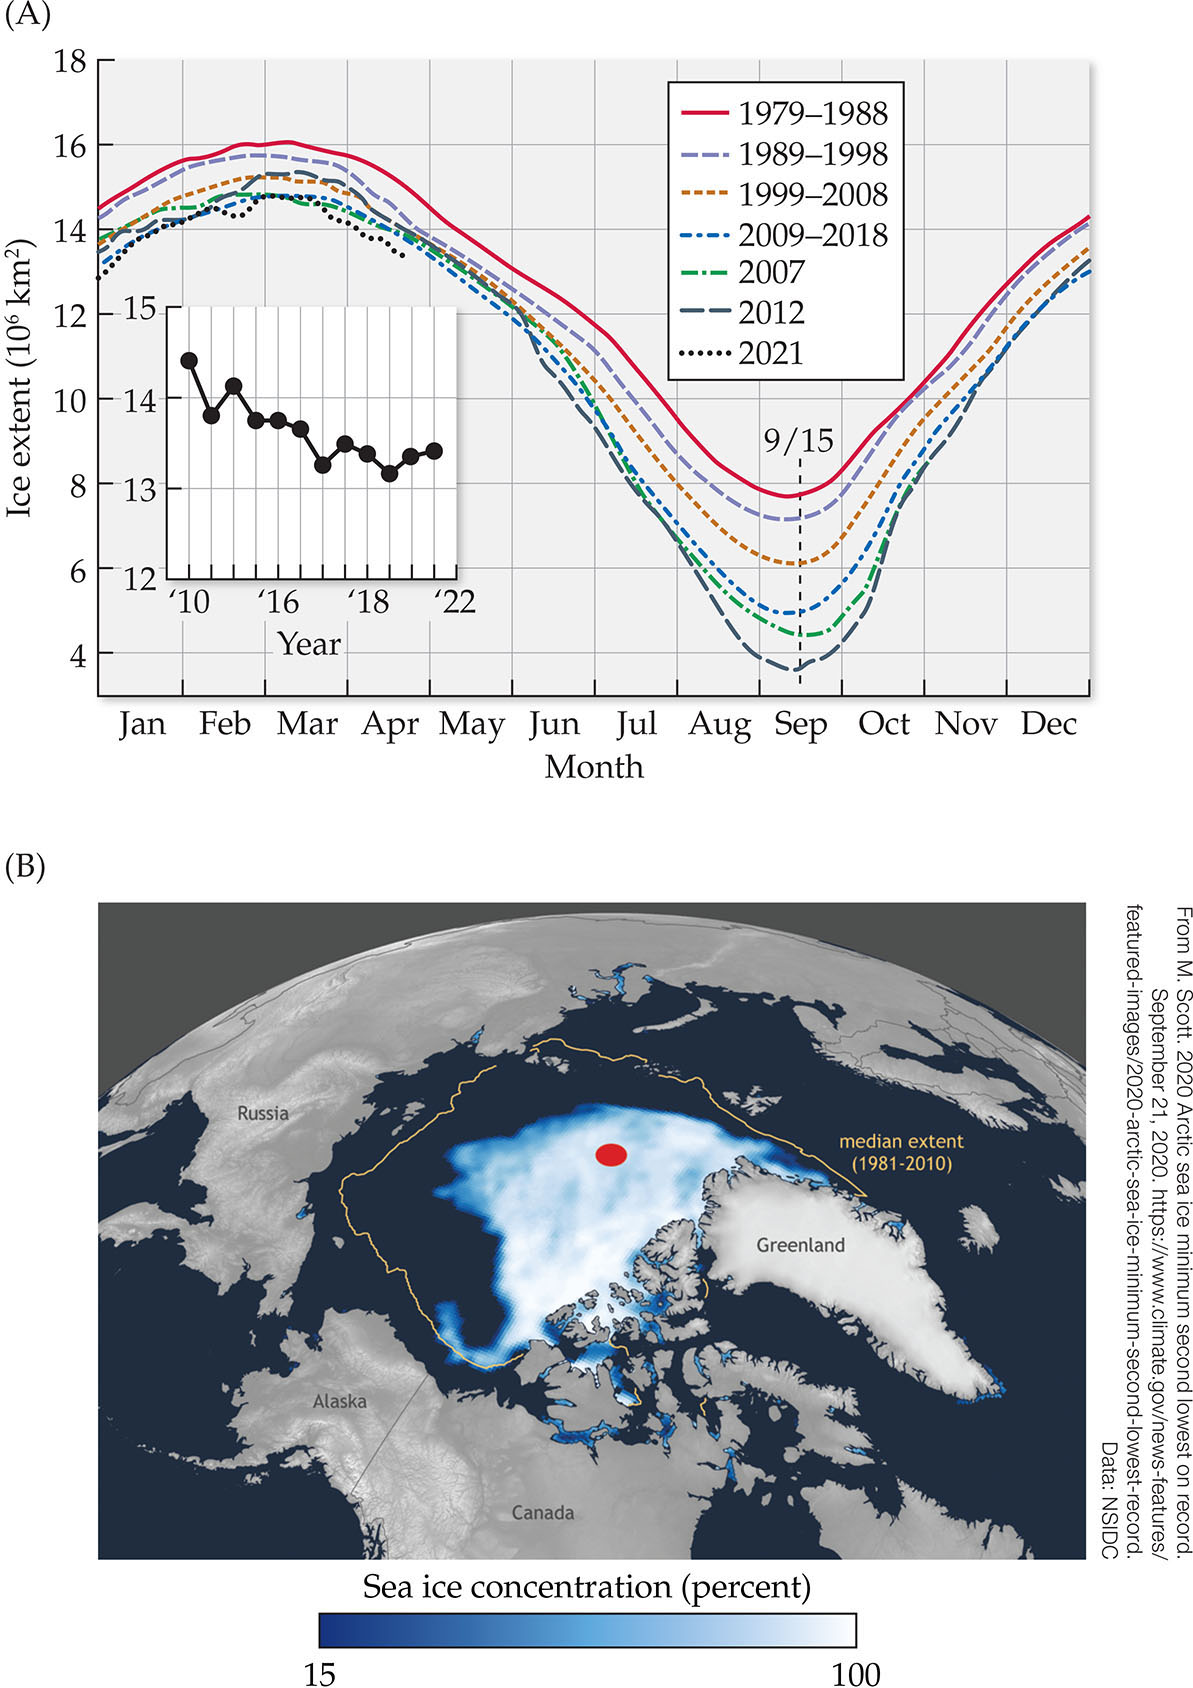 (A)
18
16
14
12
10
8
6
4
Ice extent (10⁶ km²)
1979–1988
1989–1998
1999–2008
2009–2018
2007
2012
2021
9/15
15
14
13
12
‘10 ‘16 ‘18 ‘22
Year
Jan Feb Mar Apr May Jun Jul Aug Sep Oct Nov Dec
Month
(B)
Russia
median extent
(1981-2010)
Greenland
Alaska
Canada
From M. Scott. 2020 Arctic sea ice minimum second lowest on record.
September 21, 2020. https://www.climate.gov/news-features/
featured-images/2020-arctic-sea-ice-minimum-second-lowest-record.
Data: NSIDC
Sea ice concentration (percent)
15 100